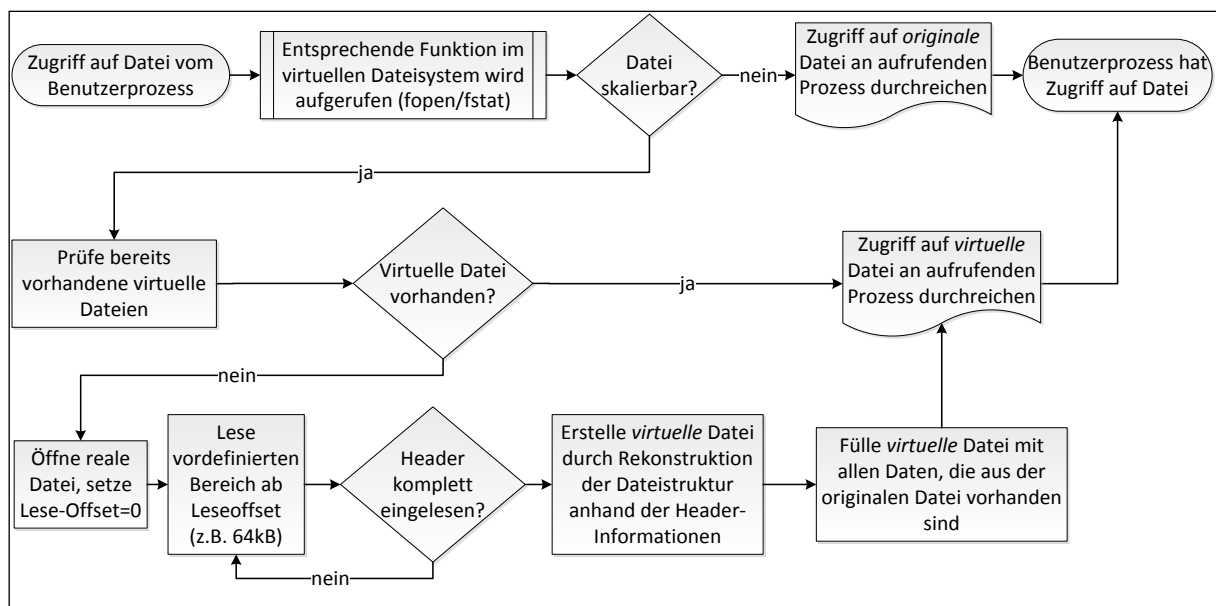 Zugriff auf Datei vom
Benutzerprozess
Entsprechende Funktion im
virtuellen Dateisystem wird
aufgerufen (fopen/fstat)
Datei
skalierbar?
nein
Zugriff auf originale
Datei an aufrufenden
Prozess durchreichen
Benutzerprozess hat
Zugriff auf Datei
ja
Prüfe bereits
vorhandene virtuelle
Dateien
Virtuelle Datei
vorhanden?
ja
Zugriff auf virtuelle
Datei an aufrufenden
Prozess durchreichen
nein
Öffne reale
Datei, setze
Lese-Offset=0
Lese
vordefinierten
Bereich ab
Leseoffset
(z.B. 64kB)
Header
komplett
eingelesen?
nein
Erstelle virtuelle Datei
durch Rekonstruktion
der Dateistruktur
anhand der Header-
Informationen
Fülle virtuelle Datei mit
allen Daten, die aus der
originalen Datei vorhanden
sind